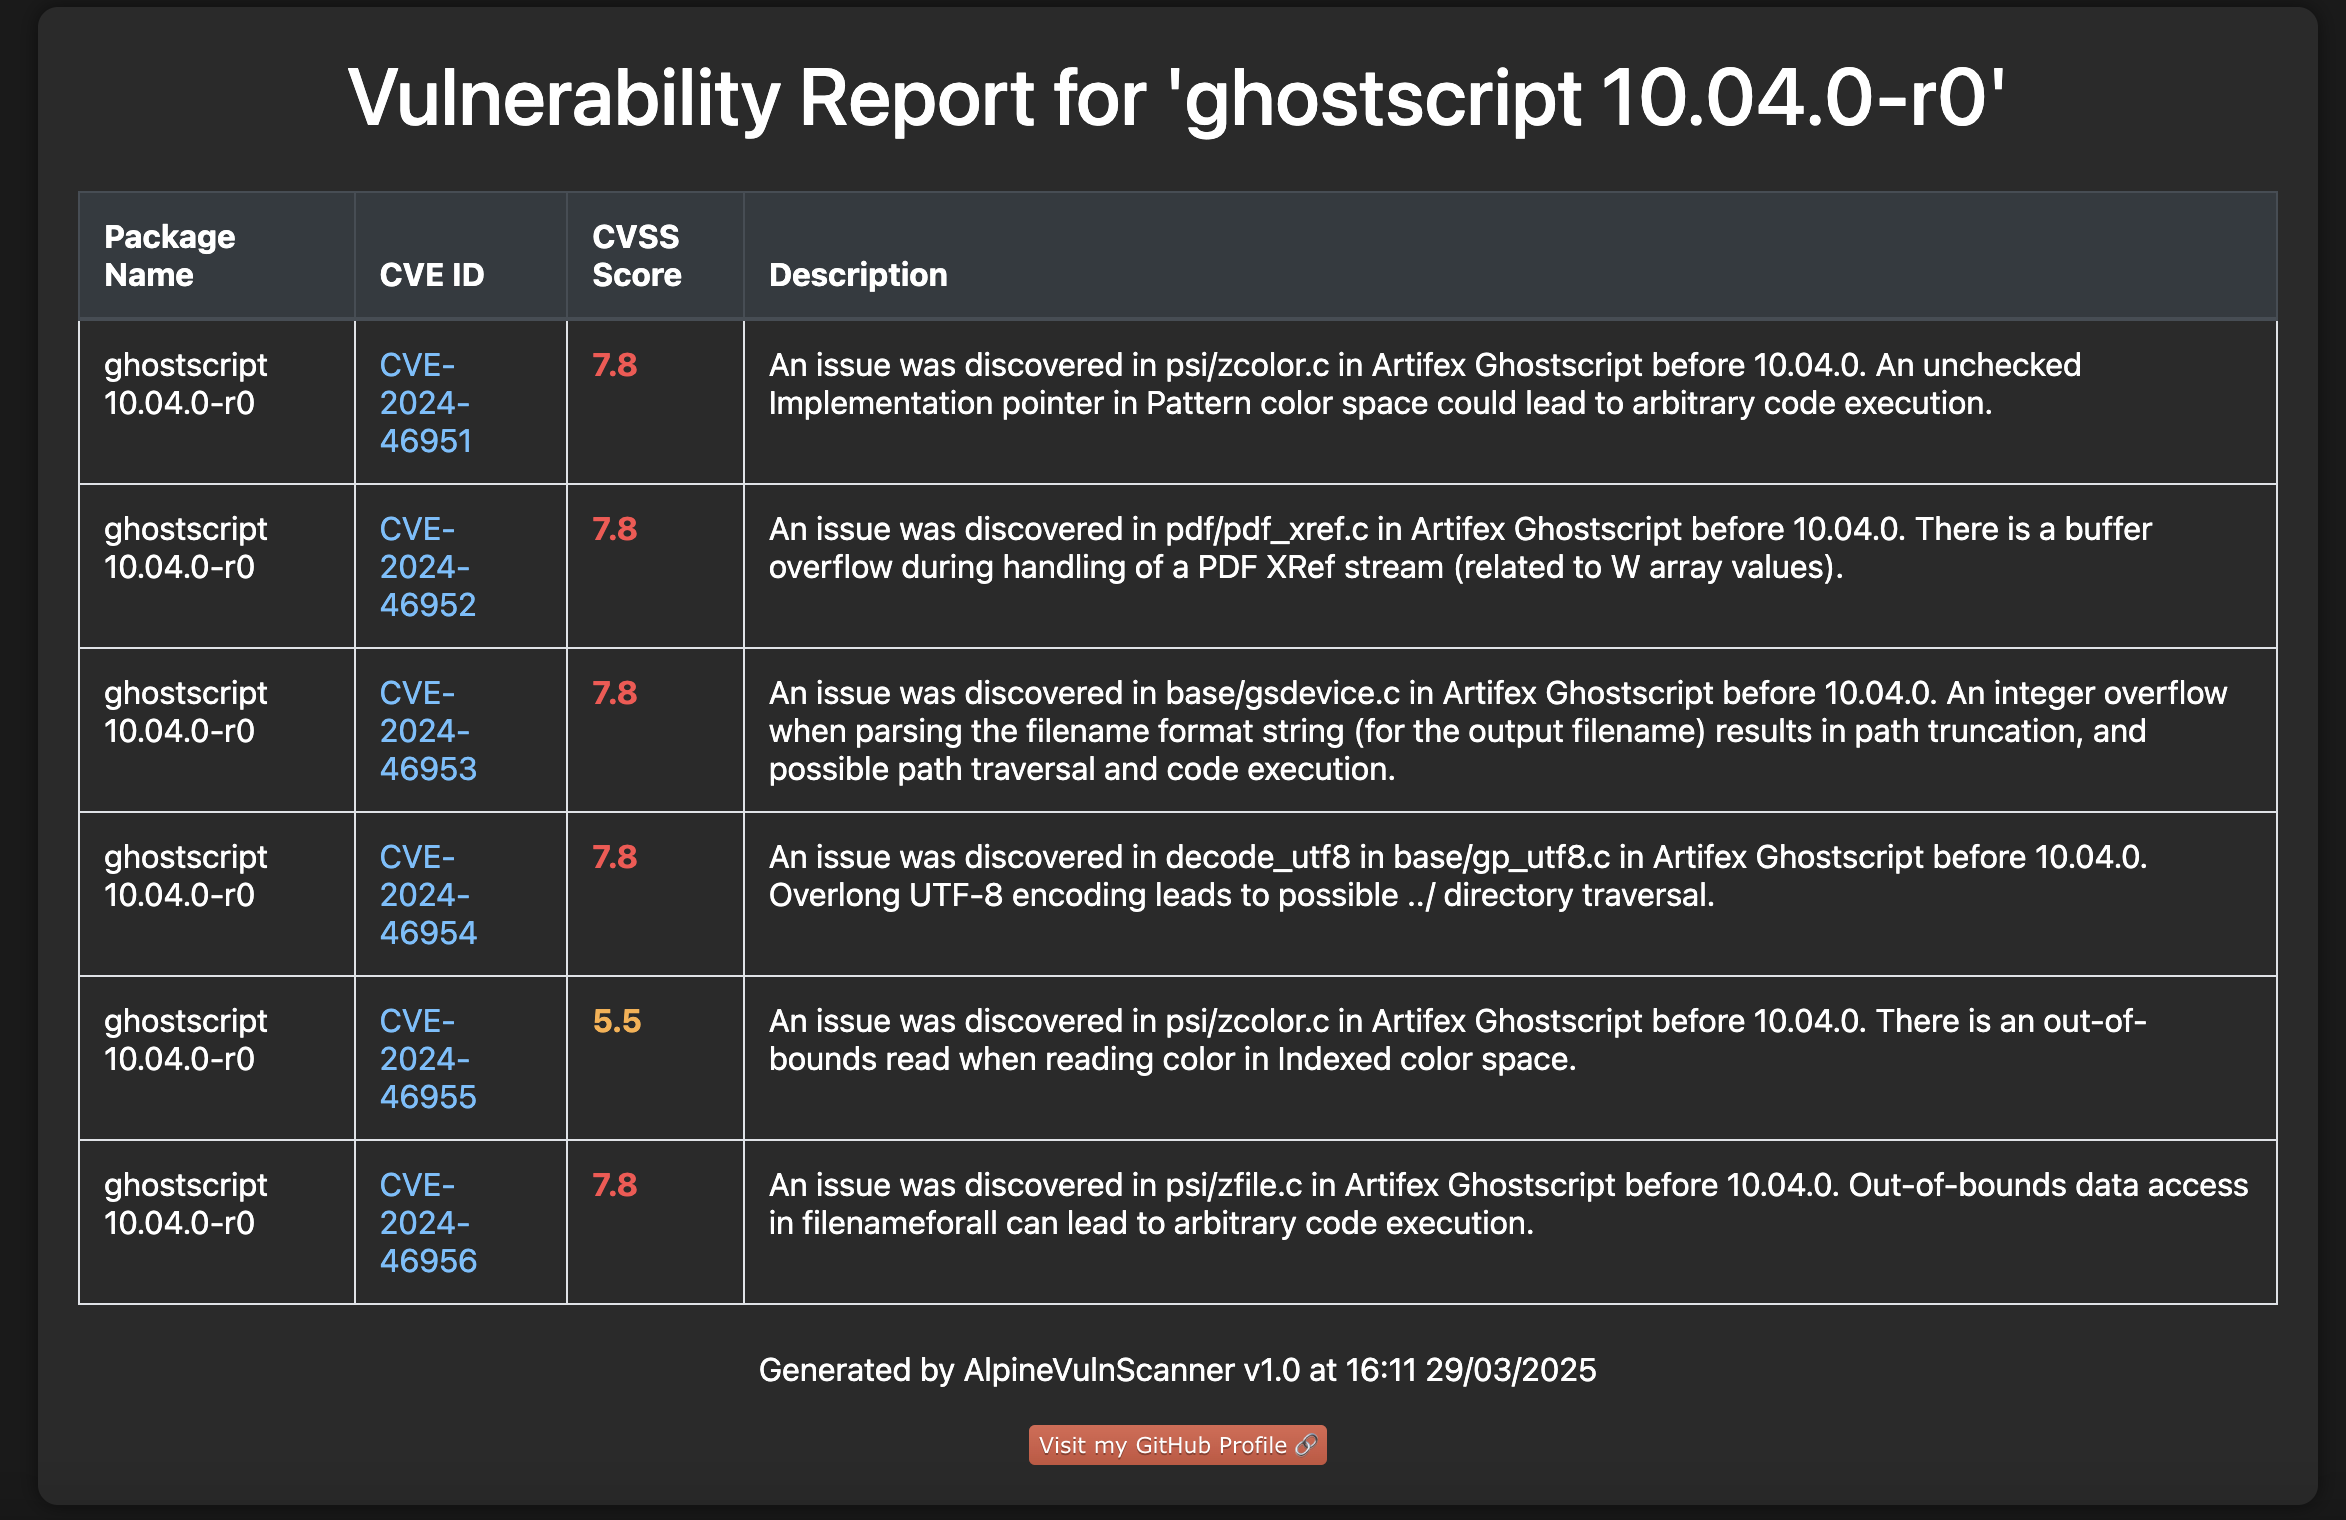 Vulnerability Report for 'ghostscript 10.04.0-r0'
Package
Name
CVE ID
CVSS
Score
Description
ghostscript
10.04.0-r0
CVE-
2024-
46951
7.8
An issue was discovered in psi/zcolor.c in Artifex Ghostscript before 10.04.0. An unchecked
Implementation pointer in Pattern color space could lead to arbitrary code execution.
ghostscript
10.04.0-r0
CVE-
2024-
46952
7.8
An issue was discovered in pdf/pdf_xref.c in Artifex Ghostscript before 10.04.0. There is a buffer
overflow during handling of a PDF XRef stream (related to W array values).
ghostscript
10.04.0-r0
CVE-
2024-
46953
7.8
An issue was discovered in base/gsdevice.c in Artifex Ghostscript before 10.04.0. An integer overflow
when parsing the filename format string (for the output filename) results in path truncation, and
possible path traversal and code execution.
ghostscript
10.04.0-r0
CVE-
2024-
46954
7.8
An issue was discovered in decode_utf8 in base/gp_utf8.c in Artifex Ghostscript before 10.04.0.
Overlong UTF-8 encoding leads to possible ../ directory traversal.
ghostscript
10.04.0-r0
CVE-
2024-
46955
5.5
An issue was discovered in psi/zcolor.c in Artifex Ghostscript before 10.04.0. There is an out-of-
bounds read when reading color in Indexed color space.
ghostscript
10.04.0-r0
CVE-
2024-
46956
7.8
An issue was discovered in psi/zfile.c in Artifex Ghostscript before 10.04.0. Out-of-bounds data access
in filenameforall can lead to arbitrary code execution.
Generated by AlpineVulnScanner v1.0 at 16:11 29/03/2025
Visit my GitHub Profile 🔗